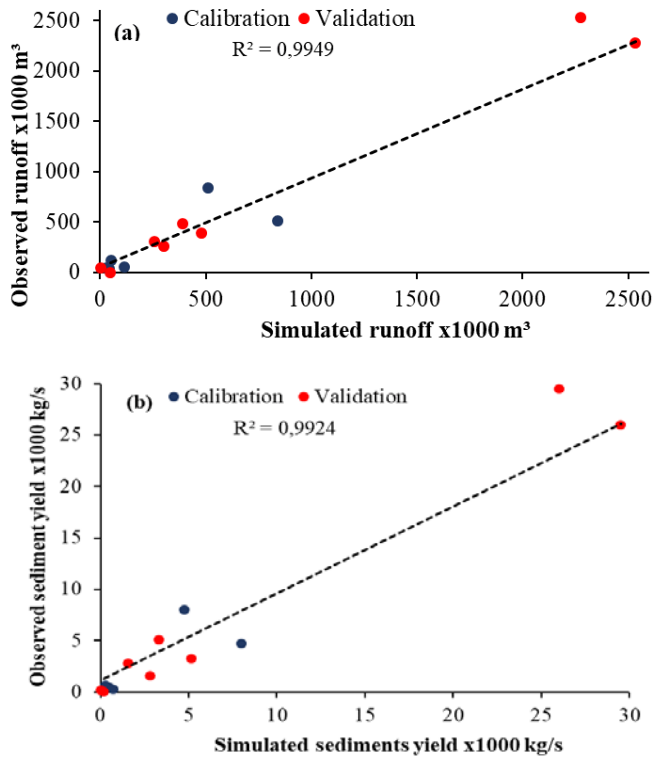 (a)
Calibration Validation
R² = 0,9949
Observed runoff x1000 m³
2500
2000
1500
1000
500
0
0 500 1000 1500 2000 2500
Simulated runoff x1000 m³
(b)
Calibration Validation
R² = 0,9924
Observed sediment yield x1000 kg/s
30
25
20
15
10
5
0
0 5 10 15 20 25 30
Simulated sediments yield x1000 kg/s